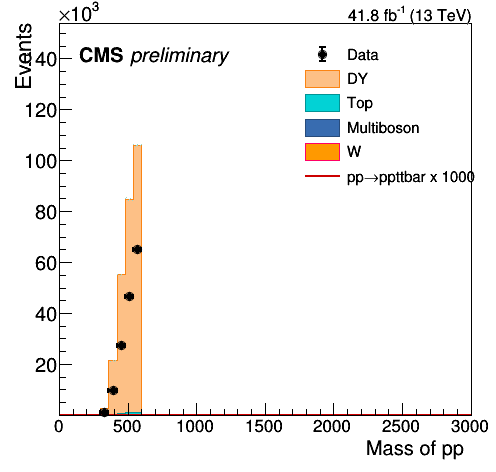 ×10³
41.8 fb⁻¹ (13 TeV)
Events
CMS preliminary
Data
DY
Top
Multiboson
W
pp→ppttbar x 1000
140
120
100
80
60
40
20
0 500 1000 1500 2000 2500 3000
Mass of pp